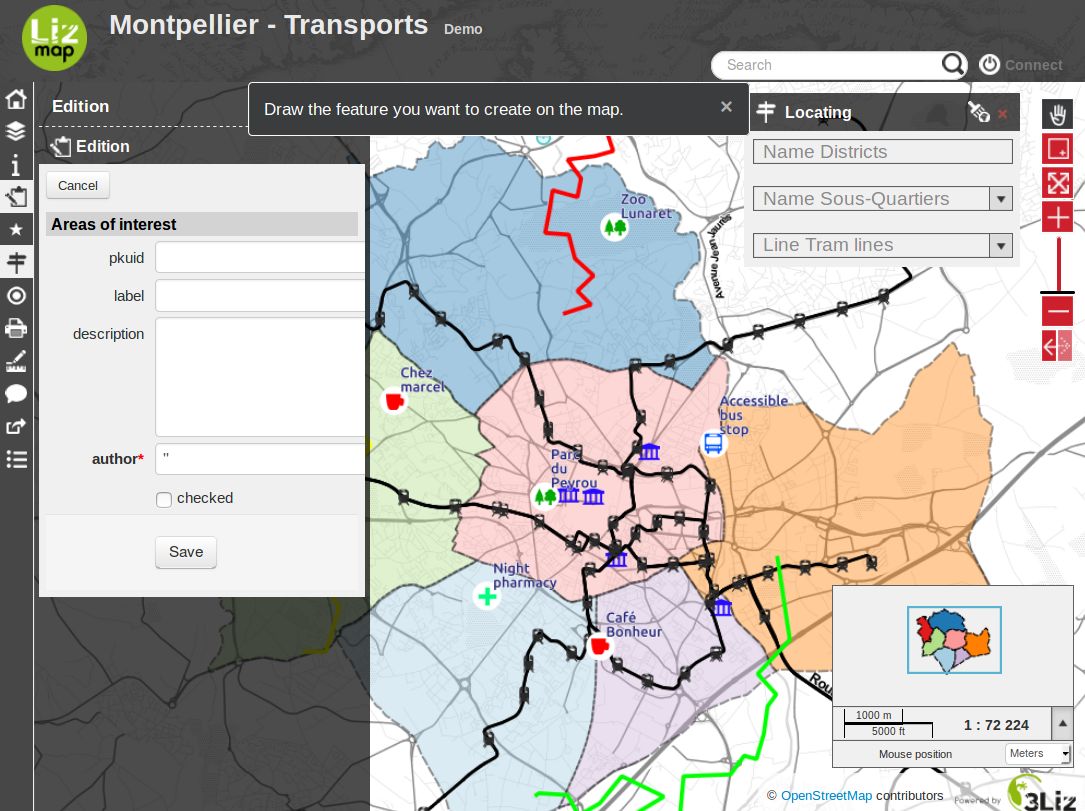 Liz
map
Montpellier - Transports Demo
Search
Connect
Edition
Draw the feature you want to create on the map.
Locating
Edition
Cancel
Areas of interest
pkuid
label
description
author*
''
checked
Save
Name Districts
Name Sous-Quartiers
Line Tram lines
Zoo
Lunaret
Chez
marcel
Accessible
bus
stop
Parc
du
Peyrou
Night
pharmacy
Café
Bonheur
1000 m
5000 ft
1 : 72 224
Mouse position
Meters
© OpenStreetMap contributors
Powered by
3Liz